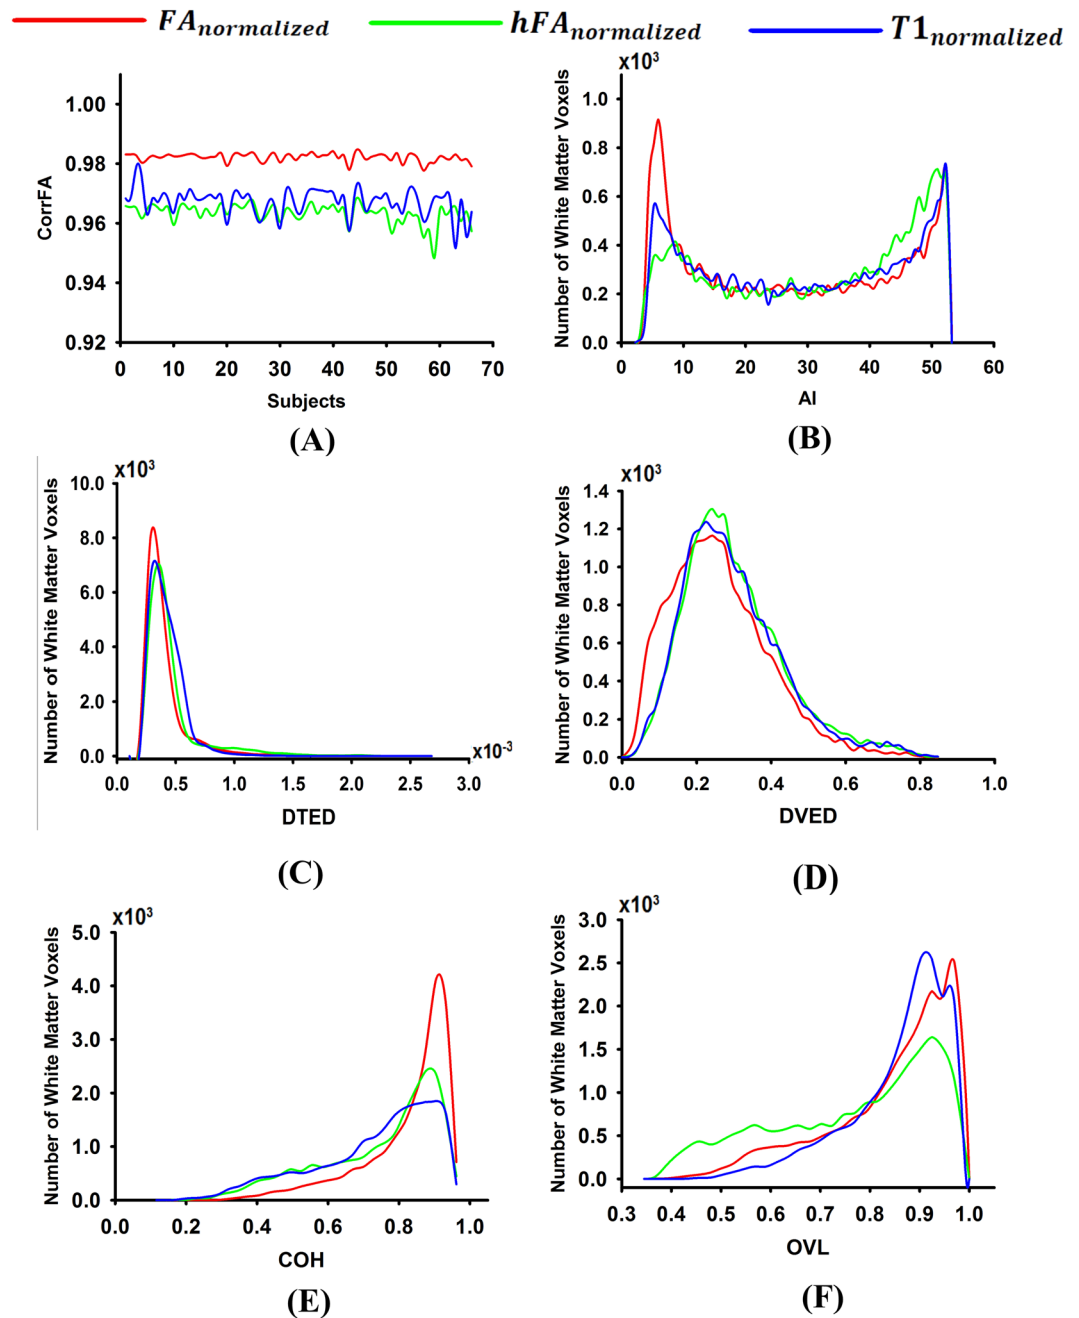 FAnormalized hFAnormalized T1normalized
CorrFA
1.00
0.98
0.96
0.94
0.92
0 10 20 30 40 50 60 70
Subjects
(A)
x10³
Number of White Matter Voxels
1.0
0.8
0.6
0.4
0.2
0.0
0 10 20 30 40 50 60
AI
(B)
x10³
Number of White Matter Voxels
10.0
8.0
6.0
4.0
2.0
0.0
0.0 0.5 1.0 1.5 2.0 2.5 3.0
x10-3
DTED
(C)
x10³
Number of White Matter Voxels
1.4
1.2
1.0
0.8
0.6
0.4
0.2
0.0
0.0 0.2 0.4 0.6 0.8 1.0
DVED
(D)
x10³
Number of White Matter Voxels
5.0
4.0
3.0
2.0
1.0
0.0
0.0 0.2 0.4 0.6 0.8 1.0
COH
(E)
x10³
Number of White Matter Voxels
3.0
2.5
2.0
1.5
1.0
0.5
0.0
0.3 0.4 0.5 0.6 0.7 0.8 0.9 1.0
OVL
(F)